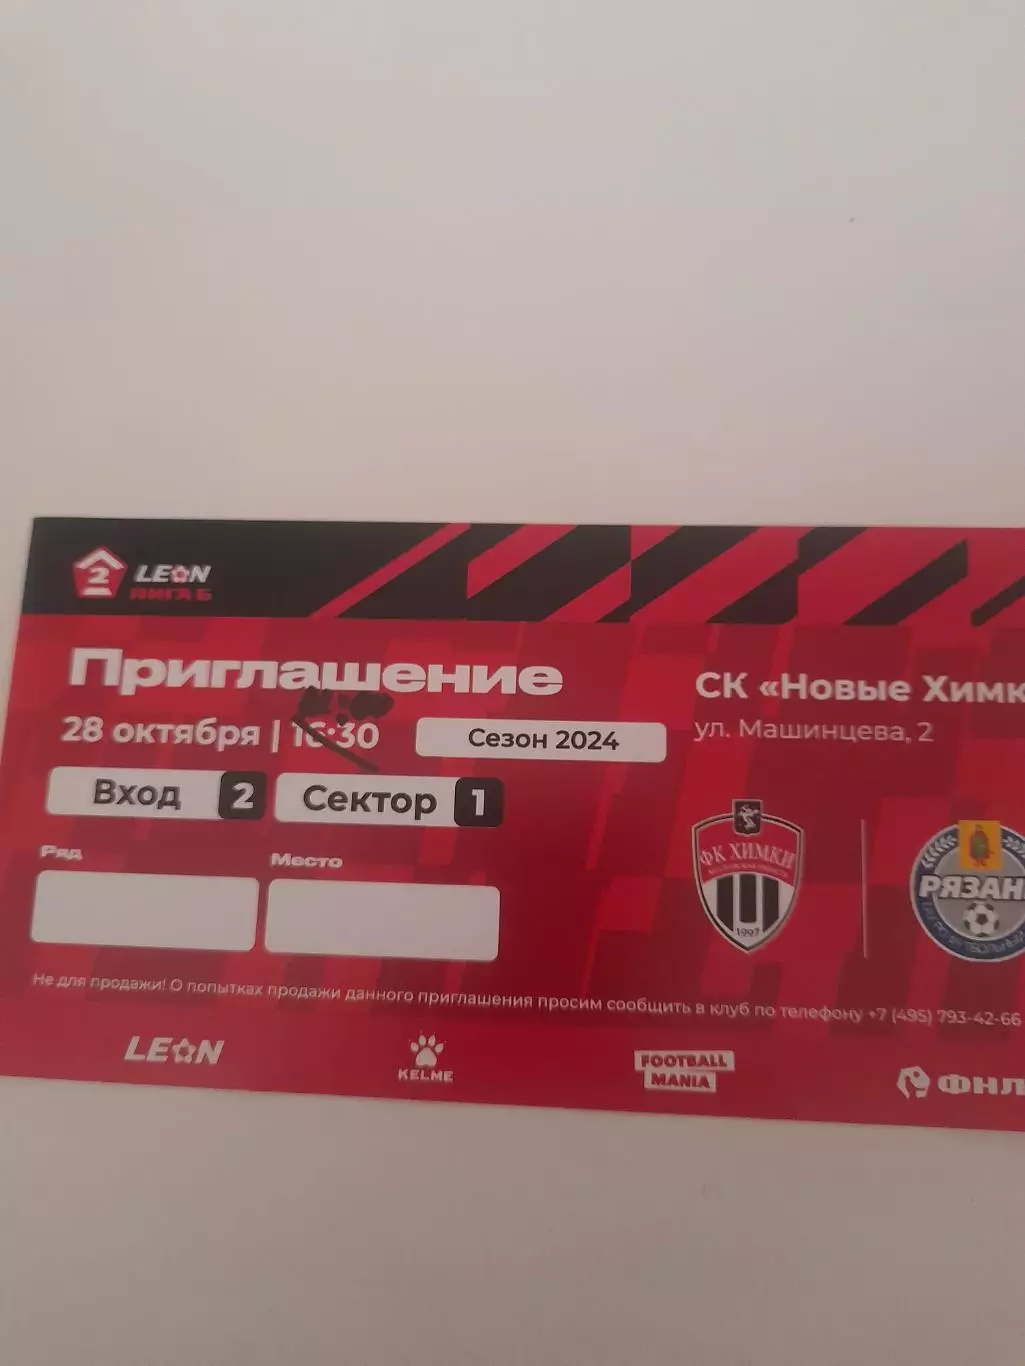 2 LEON
ЛИГА Б
Приглашение
28 октября | 16:30
Сезон 2024
Вход 2
Сектор 1
Ряд
Место
СК «Новые Химк
ул. Машинцева, 2
ФК ХИМКИ
1997
РЯЗАН
Не для продажи! О попытках продажи данного приглашения просим сообщить в клуб по телефону +7 (495) 793-42-66
LEON
KELME
FOOTBALL
MANIA
ФНЛ